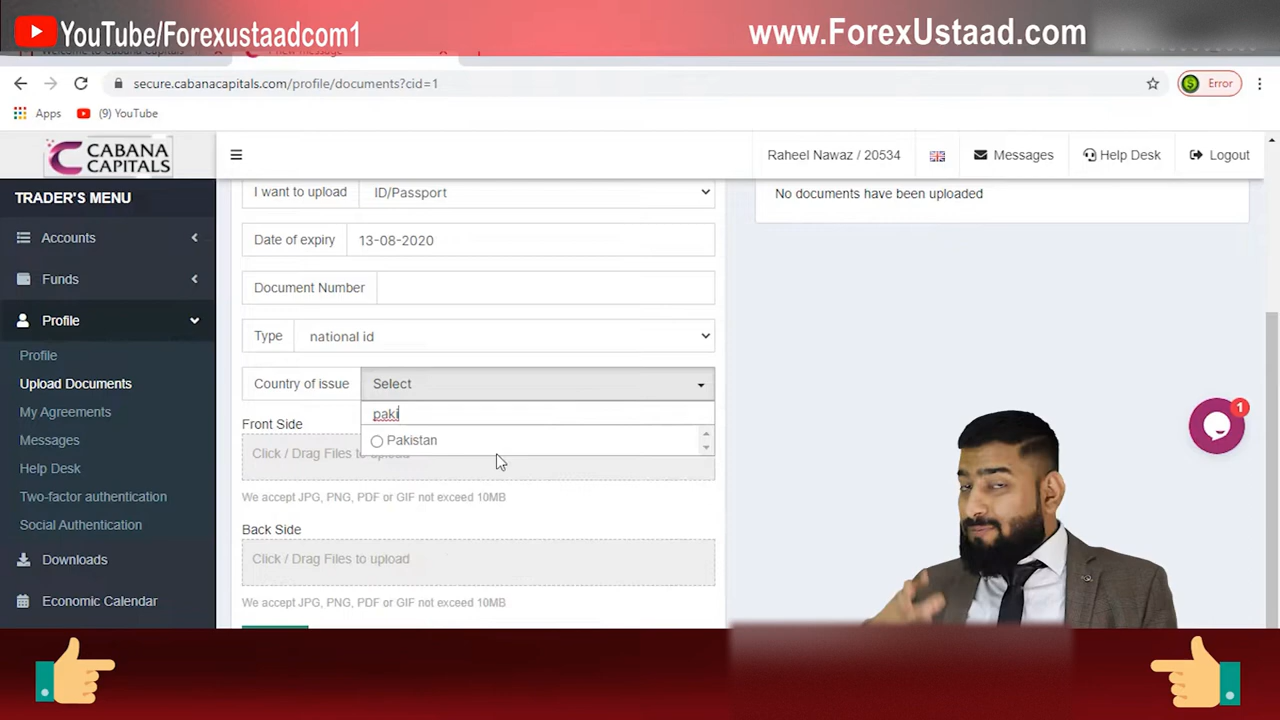 YouTube/Forexustaadcom1
www.ForexUstaad.com
secure.cabanacapitals.com/profile/documents?cid=1
Error
Apps
(9) YouTube
CABANA
CAPITALS
Raheel Nawaz / 20534
Messages
Help Desk
Logout
TRADER'S MENU
Accounts
Funds
Profile
Profile
Upload Documents
My Agreements
Messages
Help Desk
Two-factor authentication
Social Authentication
Downloads
Economic Calendar
I want to upload
ID/Passport
Date of expiry
13-08-2020
Document Number
Type
national id
Country of issue
Select
paki
Pakistan
Front Side
Click / Drag Files to upload
We accept JPG, PNG, PDF or GIF not exceed 10MB
Back Side
Click / Drag Files to upload
We accept JPG, PNG, PDF or GIF not exceed 10MB
No documents have been uploaded
1